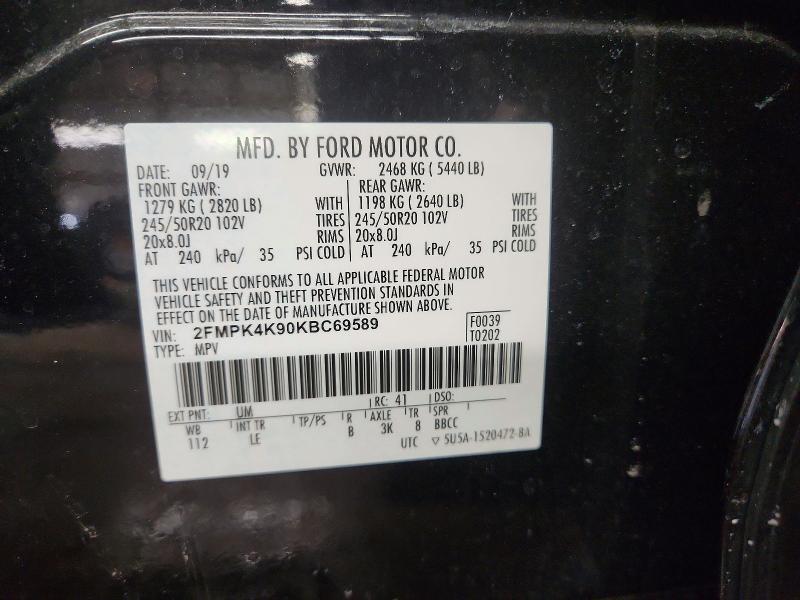 MFD. BY FORD MOTOR CO.
DATE: 09/19 GVWR: 2468 KG ( 5440 LB)
FRONT GAWR: REAR GAWR:
1279 KG ( 2820 LB) WITH 1198 KG ( 2640 LB) WITH
245/50R20 102V TIRES 245/50R20 102V TIRES
20x8.0J RIMS 20x8.0J RIMS
AT 240 kPa/ 35 PSI COLD AT 240 kPa/ 35 PSI COLD
THIS VEHICLE CONFORMS TO ALL APPLICABLE FEDERAL MOTOR
VEHICLE SAFETY AND THEFT PREVENTION STANDARDS IN
EFFECT ON THE DATE OF MANUFACTURE SHOWN ABOVE.
VIN: 2FMPK4K90KBC69589 F0039
TYPE: MPV T0202
EXT PNT: UM RC: 41 DSO:
WB INT TR TP/PS R AXLE TR SPR
112 LE B 3K 8 BBCC
UTC ▽ 5U5A-1520472-BA